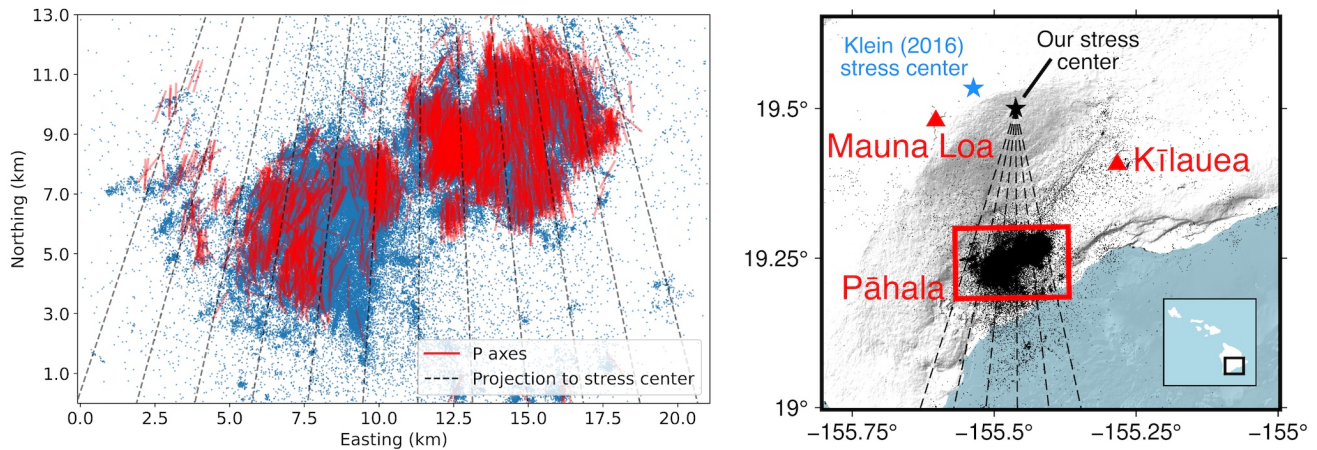 13.0
11.0
9.0
7.0
5.0
3.0
1.0
Northing (km)
0.0 2.5 5.0 7.5 10.0 12.5 15.0 17.5 20.0
Easting (km)
P axes
Projection to stress center
Klein (2016)
stress center
Our stress
center
Mauna Loa
Kīlauea
Pāhala
19.5°
19.25°
19°
−155.75° −155.5° −155.25° −155°